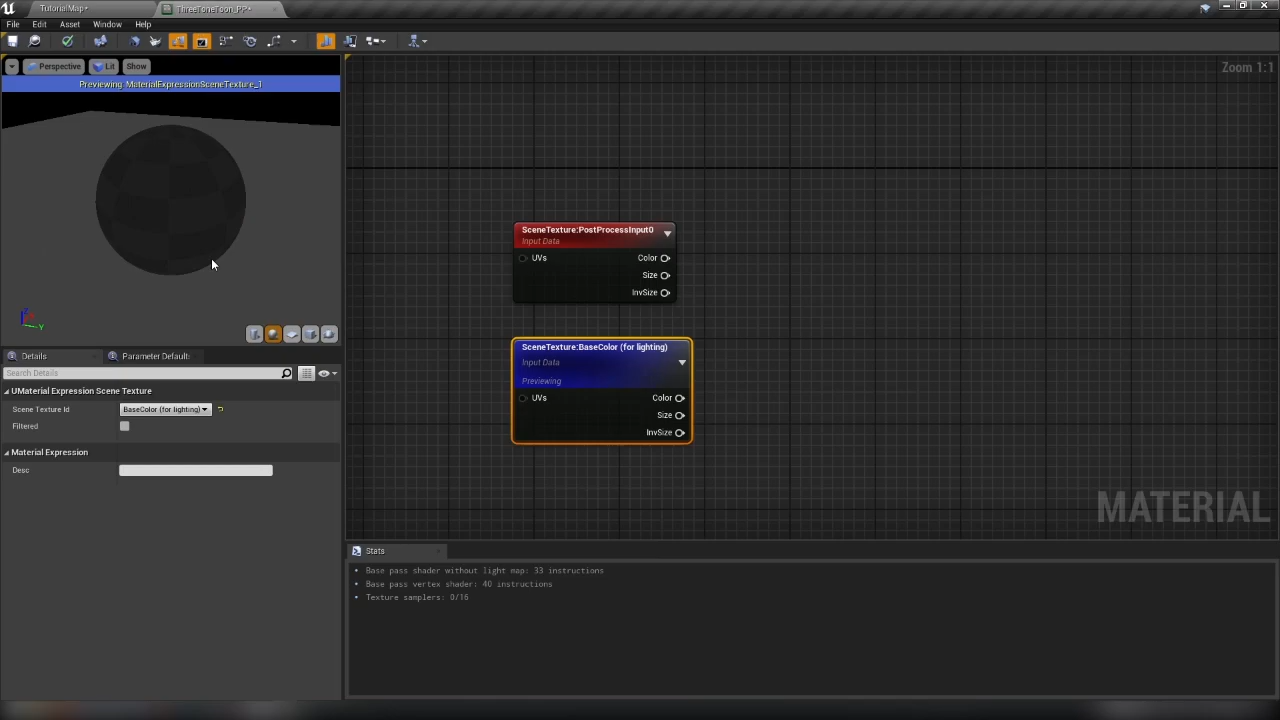 TutorialMap*
ThreeToneToon_PP*
File Edit Asset Window Help
Perspective Lit Show
Previewing: MaterialExpressionSceneTexture_1
Zoom 1:1
SceneTexture:PostProcessInput0
Input Data
UVs Color
Size
InvSize
SceneTexture:BaseColor (for lighting)
Input Data
Previewing
UVs Color
Size
InvSize
MATERIAL
Z
Y
Details
Parameter Default:
Search Details
UMaterial Expression Scene Texture
Scene Texture Id BaseColor (for lighting)
Filtered
Material Expression
Desc
Stats
Base pass shader without light map: 33 instructions
Base pass vertex shader: 40 instructions
Texture samplers: 0/16